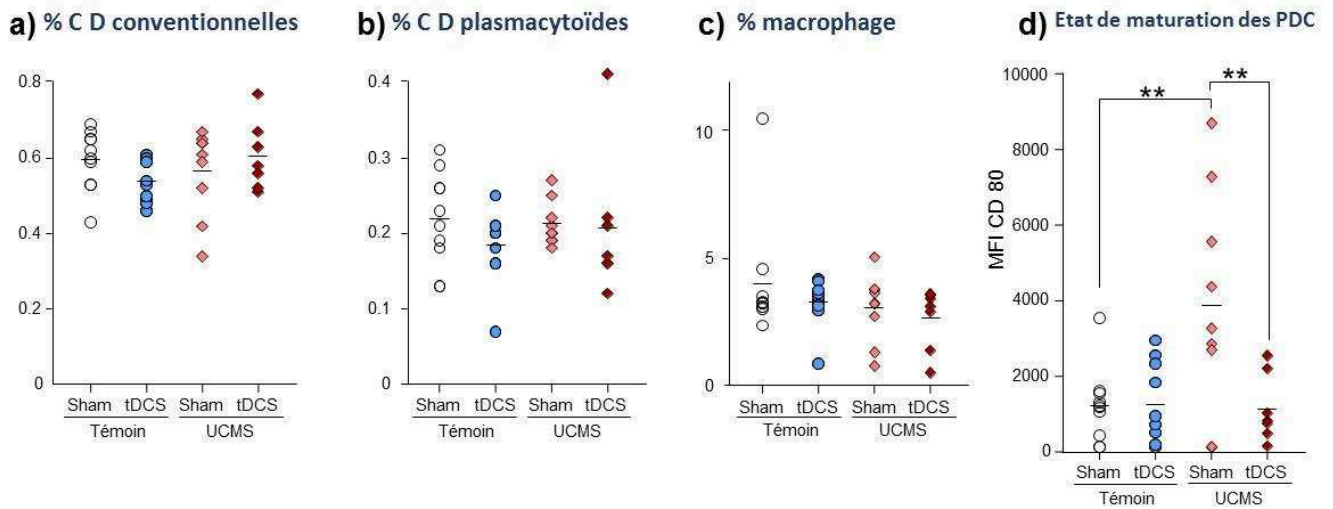 a) % C D conventionnelles
0.8
0.6
0.4
0.2
0
Sham tDCS Sham tDCS
Témoin UCMS
b) % C D plasmacytoïdes
0.4
0.3
0.2
0.1
0
Sham tDCS Sham tDCS
Témoin UCMS
c) % macrophage
10
5
0
Sham tDCS Sham tDCS
Témoin UCMS
d) Etat de maturation des PDC
**
**
MFI CD 80
10000
8000
6000
4000
2000
0
Sham tDCS Sham tDCS
Témoin UCMS